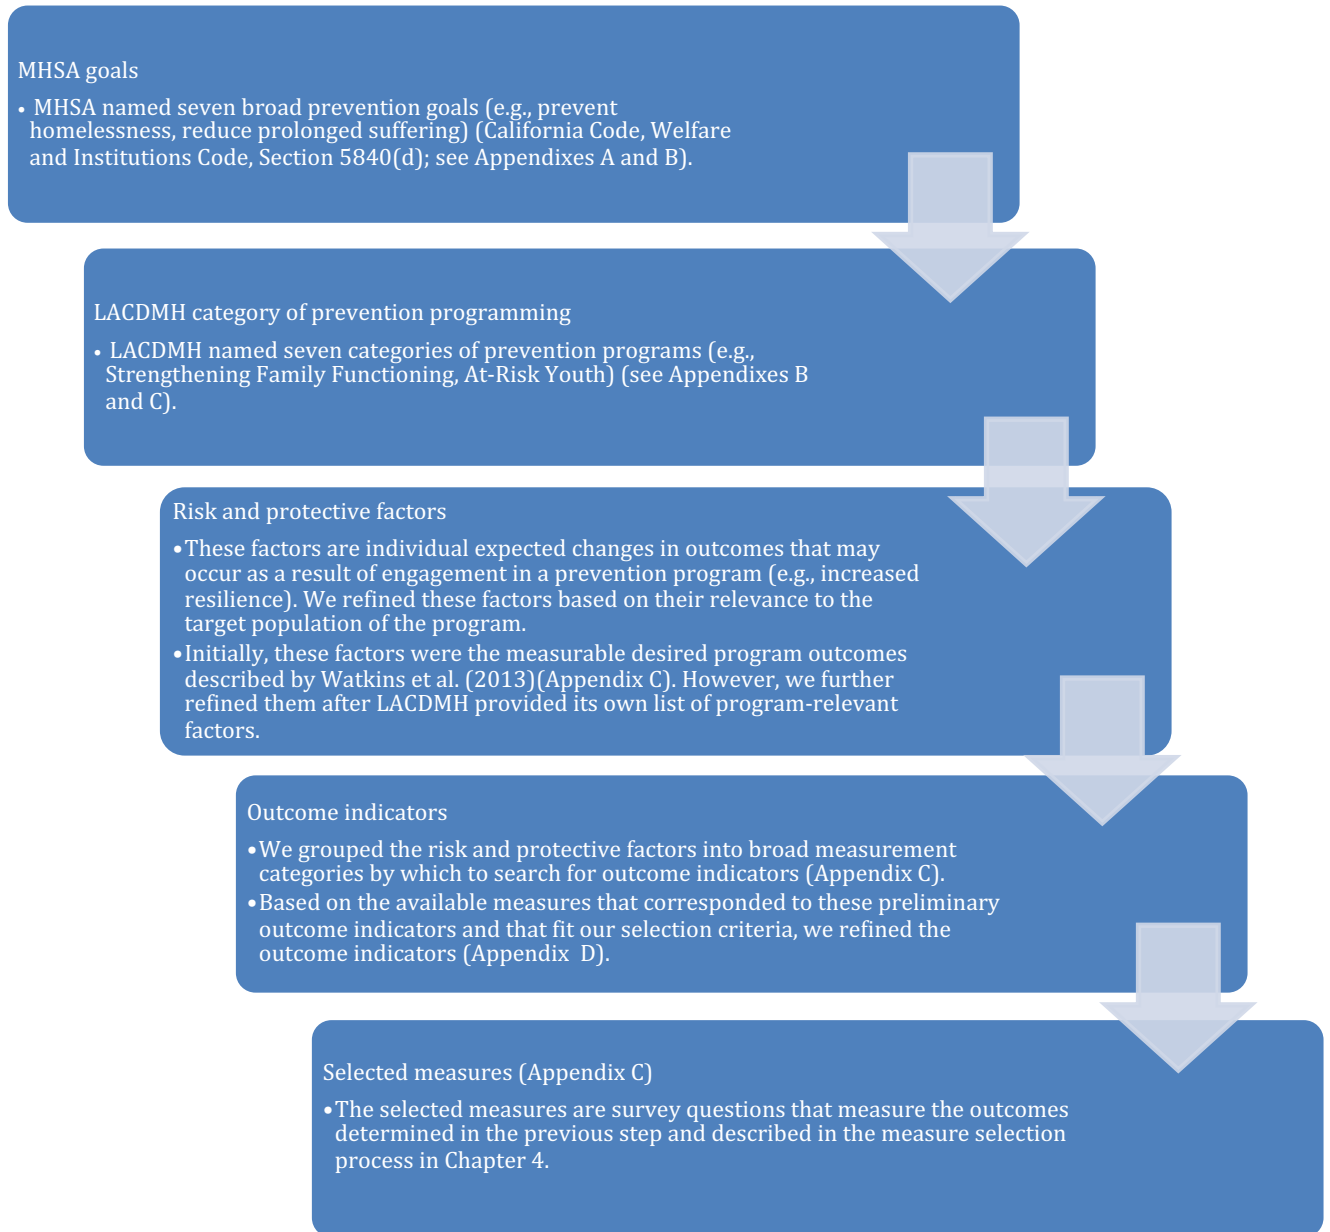 MHSA goals
• MHSA named seven broad prevention goals (e.g., prevent
homelessness, reduce prolonged suffering) (California Code, Welfare
and Institutions Code, Section 5840(d); see Appendixes A and B).
LACDMH category of prevention programming
• LACDMH named seven categories of prevention programs (e.g.,
Strengthening Family Functioning, At-Risk Youth) (see Appendixes B
and C).
Risk and protective factors
•These factors are individual expected changes in outcomes that may
occur as a result of engagement in a prevention program (e.g., increased
resilience). We refined these factors based on their relevance to the
target population of the program.
•Initially, these factors were the measurable desired program outcomes
described by Watkins et al. (2013)(Appendix C). However, we further
refined them after LACDMH provided its own list of program-relevant
factors.
Outcome indicators
•We grouped the risk and protective factors into broad measurement
categories by which to search for outcome indicators (Appendix C).
•Based on the available measures that corresponded to these preliminary
outcome indicators and that fit our selection criteria, we refined the
outcome indicators (Appendix  D).
Selected measures (Appendix C)
•The selected measures are survey questions that measure the outcomes
determined in the previous step and described in the measure selection
process in Chapter 4.